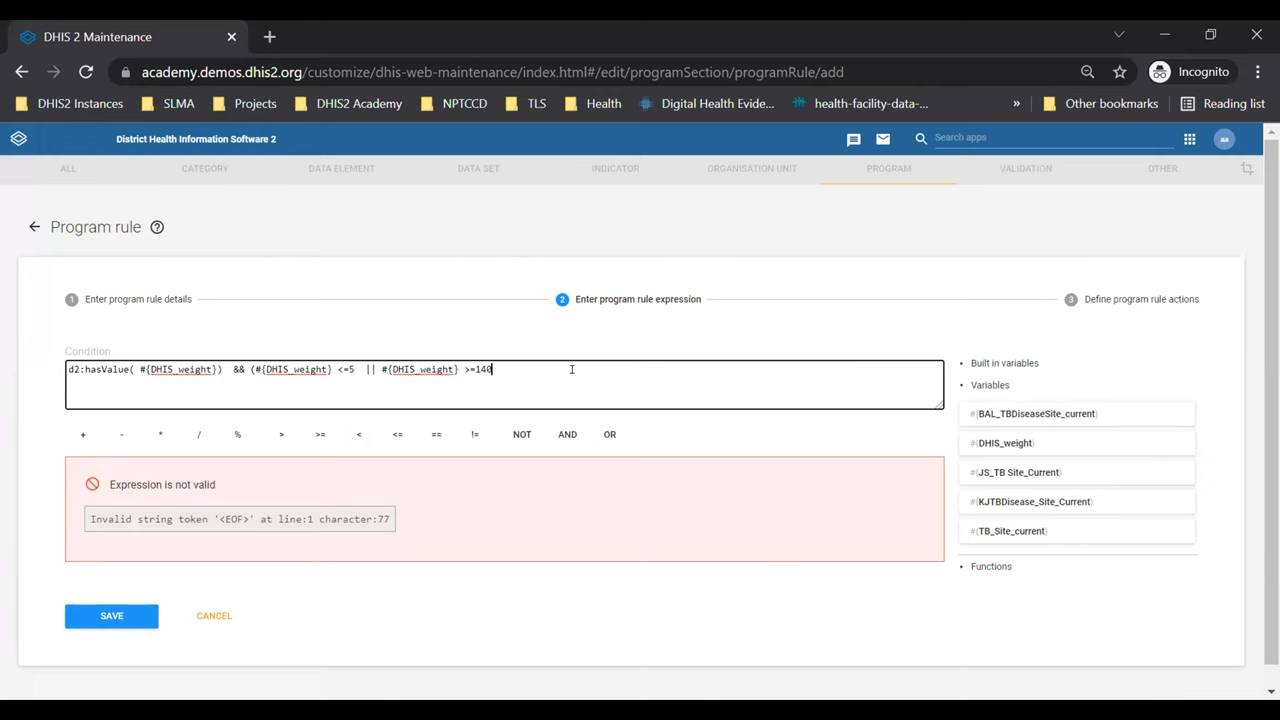 DHIS 2 Maintenance
academy.demos.dhis2.org/customize/dhis-web-maintenance/index.html#/edit/programSection/programRule/add
Incognito
DHIS2 Instances
SLMA
Projects
DHIS2 Academy
NPTCCD
TLS
Health
Digital Health Evide...
health-facility-data-...
»
Other bookmarks
Reading list
District Health Information Software 2
Search apps
aa
ALL
CATEGORY
DATA ELEMENT
DATA SET
INDICATOR
ORGANISATION UNIT
PROGRAM
VALIDATION
OTHER
Program rule
1 Enter program rule details
2 Enter program rule expression
3 Define program rule actions
Condition
d2:hasValue( #{DHIS_weight})  && (#{DHIS_weight} <=5  || #{DHIS_weight} >=140
+ - * / % > >= < <= == != NOT AND OR
Expression is not valid
Invalid string token '<EOF>' at line:1 character:77
SAVE
CANCEL
• Built in variables
• Variables
#{BAL_TBDiseaseSite_current}
#{DHIS_weight}
#{JS_TB Site_Current}
#{KJTBDisease_Site_Current}
#{TB_Site_current}
• Functions